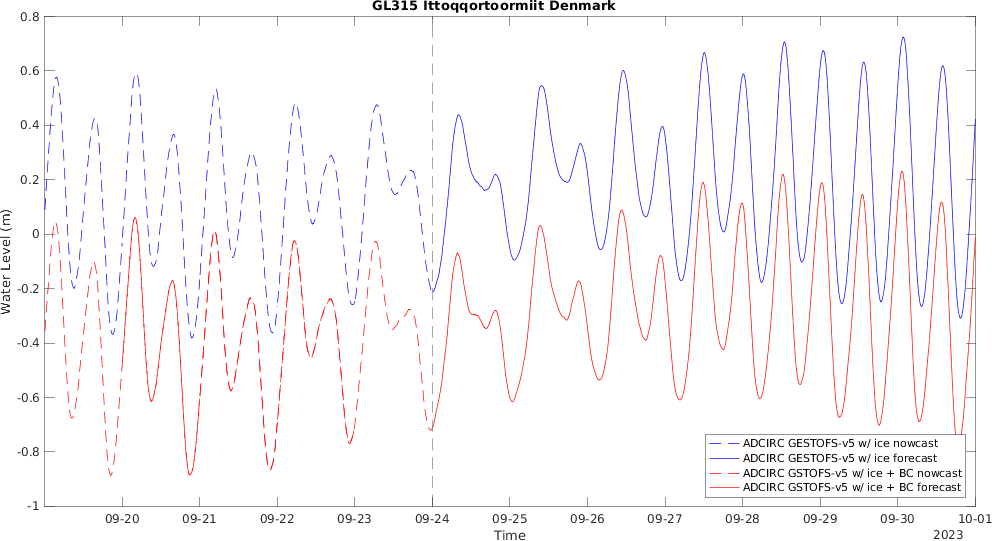 GL315 Ittoqqortoormiit Denmark
0.8
0.6
0.4
0.2
0
-0.2
-0.4
-0.6
-0.8
-1
Water Level (m)
ADCIRC GESTOFS-v5 w/ ice nowcast
ADCIRC GESTOFS-v5 w/ ice forecast
ADCIRC GSTOFS-v5 w/ ice + BC nowcast
ADCIRC GSTOFS-v5 w/ ice + BC forecast
09-20 09-21 09-22 09-23 09-24 09-25 09-26 09-27 09-28 09-29 09-30 10-01
Time
2023